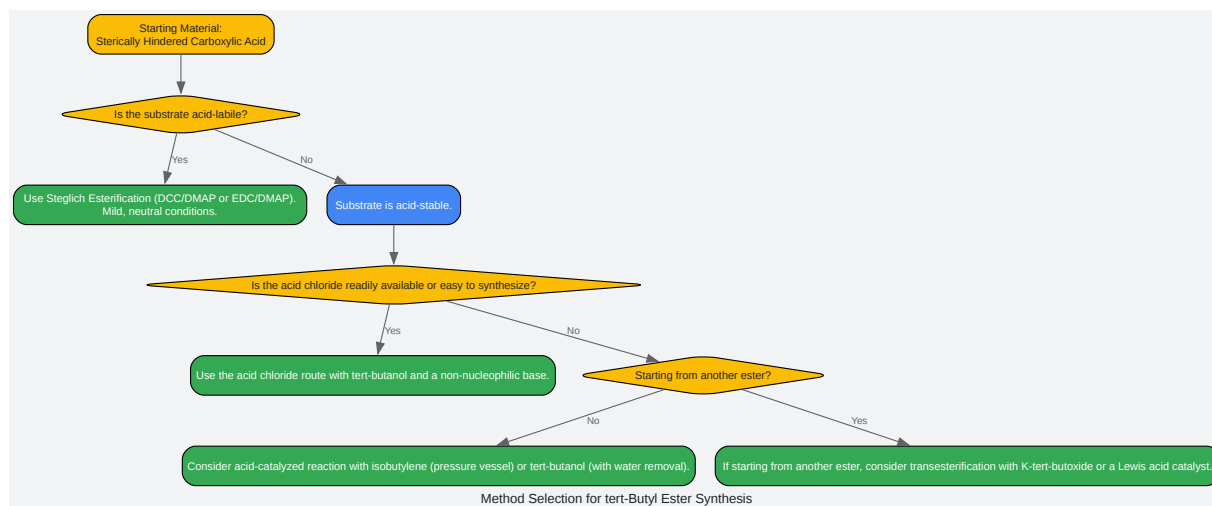 Starting Material:
Sterically Hindered Carboxylic Acid
Is the substrate acid-labile?
Yes
No
Use Steglich Esterification (DCC/DMAP or EDC/DMAP).
Mild, neutral conditions.
Substrate is acid-stable.
Is the acid chloride readily available or easy to synthesize?
Yes
No
Use the acid chloride route with tert-butanol and a non-nucleophilic base.
Starting from another ester?
No
Yes
Consider acid-catalyzed reaction with isobutylene (pressure vessel) or tert-butanol (with water removal).
If starting from another ester, consider transesterification with K-tert-butoxide or a Lewis acid catalyst.
Method Selection for tert-Butyl Ester Synthesis